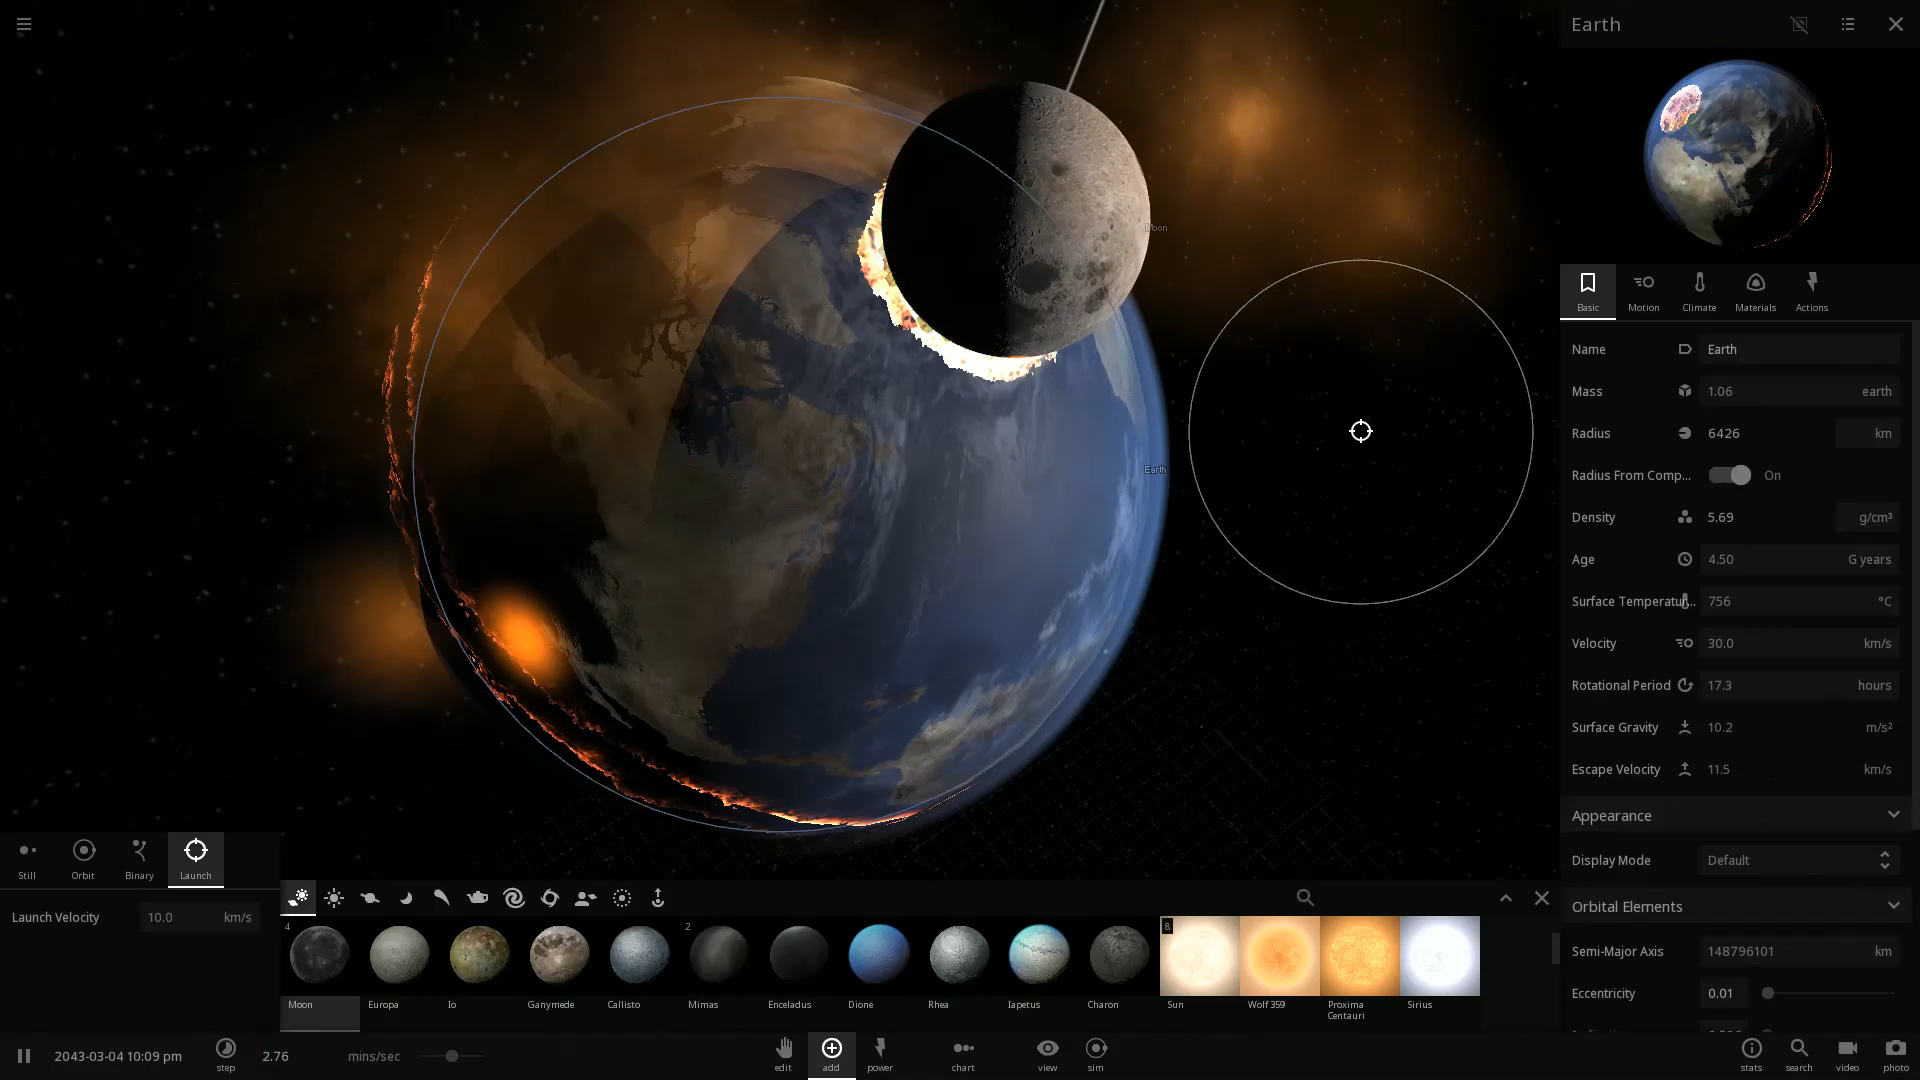 Earth
Moon
Earth
Basic
Motion
Climate
Materials
Actions
Name Earth
Mass 1.06 earth
Radius 6426 km
Radius From Comp... On
Density 5.69 g/cm³
Age 4.50 G years
Surface Temperatur... 756 °C
Velocity 30.0 km/s
Rotational Period 17.3 hours
Surface Gravity 10.2 m/s²
Escape Velocity 11.5 km/s
Appearance
Display Mode Default
Orbital Elements
Semi-Major Axis 148796101 km
Eccentricity 0.01
Still
Orbit
Binary
Launch
Launch Velocity 10.0 km/s
4
2
8
Moon
Europa
Io
Ganymede
Callisto
Mimas
Enceladus
Dione
Rhea
Iapetus
Charon
Sun
Wolf 359
Proxima
Centauri
Sirius
2043-03-04 10:09 pm
step
2.76 mins/sec
edit
add
power
chart
view
sim
stats
search
video
photo